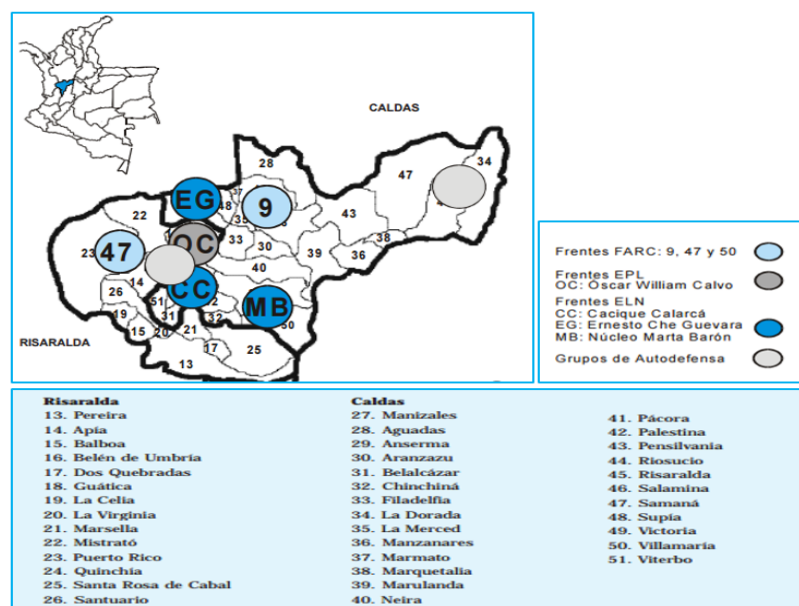 CALDAS
34
47
28
37
EG
48
9
35
43
22
OC
33
30
38
39
36
47
23
40
14
CC
26
51
MB
32
50
19
31
RISARALDA
15
20
21
17
25
13
Frentes FARC: 9, 47 y 50
Frentes EPL
OC: Oscar William Calvo
Frentes ELN
CC: Cacique Calarcá
EG: Ernesto Che Guevara
MB: Núcleo Marta Barón
Grupos de Autodefensa
Risaralda
13. Pereira
14. Apía
15. Balboa
16. Belén de Umbría
17. Dos Quebradas
18. Guática
19. La Celia
20. La Virginia
21. Marsella
22. Mistrató
23. Puerto Rico
24. Quinchía
25. Santa Rosa de Cabal
26. Santuario
Caldas
27. Manizales
28. Aguadas
29. Anserma
30. Aranzazu
31. Belalcázar
32. Chinchiná
33. Filadelfia
34. La Dorada
35. La Merced
36. Manzanares
37. Marmato
38. Marquetalia
39. Marulanda
40. Neira
41. Pácora
42. Palestina
43. Pensilvania
44. Riosucio
45. Risaralda
46. Salamina
47. Samaná
48. Supía
49. Victoria
50. Villamaría
51. Viterbo